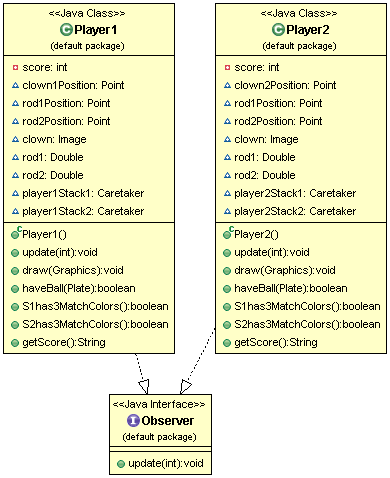 <<Java Class>>
Player1
(default package)
score: int
clown1Position: Point
rod1Position: Point
rod2Position: Point
clown: Image
rod1: Double
rod2: Double
player1Stack1: Caretaker
player1Stack2: Caretaker
Player1()
update(int):void
draw(Graphics):void
haveBall(Plate):boolean
S1has3MatchColors():boolean
S2has3MatchColors():boolean
getScore():String
<<Java Class>>
Player2
(default package)
score: int
clown2Position: Point
rod1Position: Point
rod2Position: Point
clown: Image
rod1: Double
rod2: Double
player2Stack1: Caretaker
player2Stack2: Caretaker
Player2()
update(int):void
draw(Graphics):void
haveBall(Plate):boolean
S1has3MatchColors():boolean
S2has3MatchColors():boolean
getScore():String
<<Java Interface>>
Observer
(default package)
update(int):void